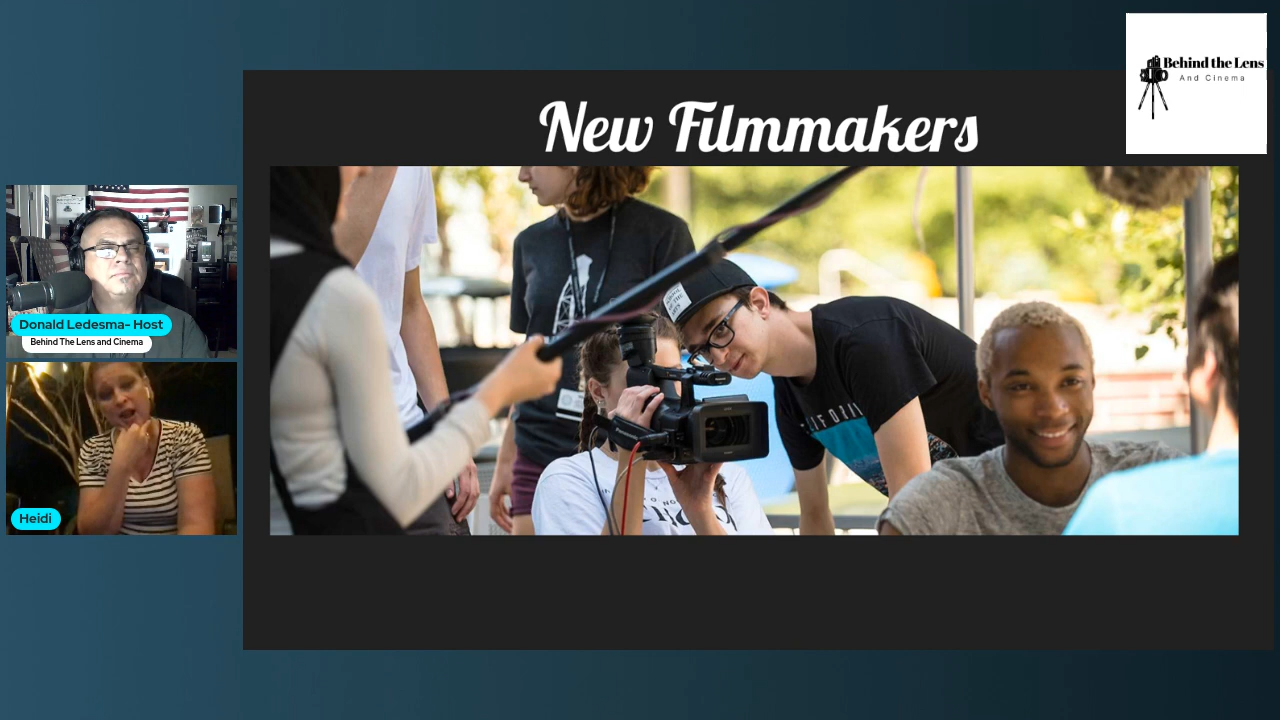 Behind the Lens
And Cinema
New Filmmakers
Donald Ledesma- Host
Behind The Lens and Cinema
Heidi